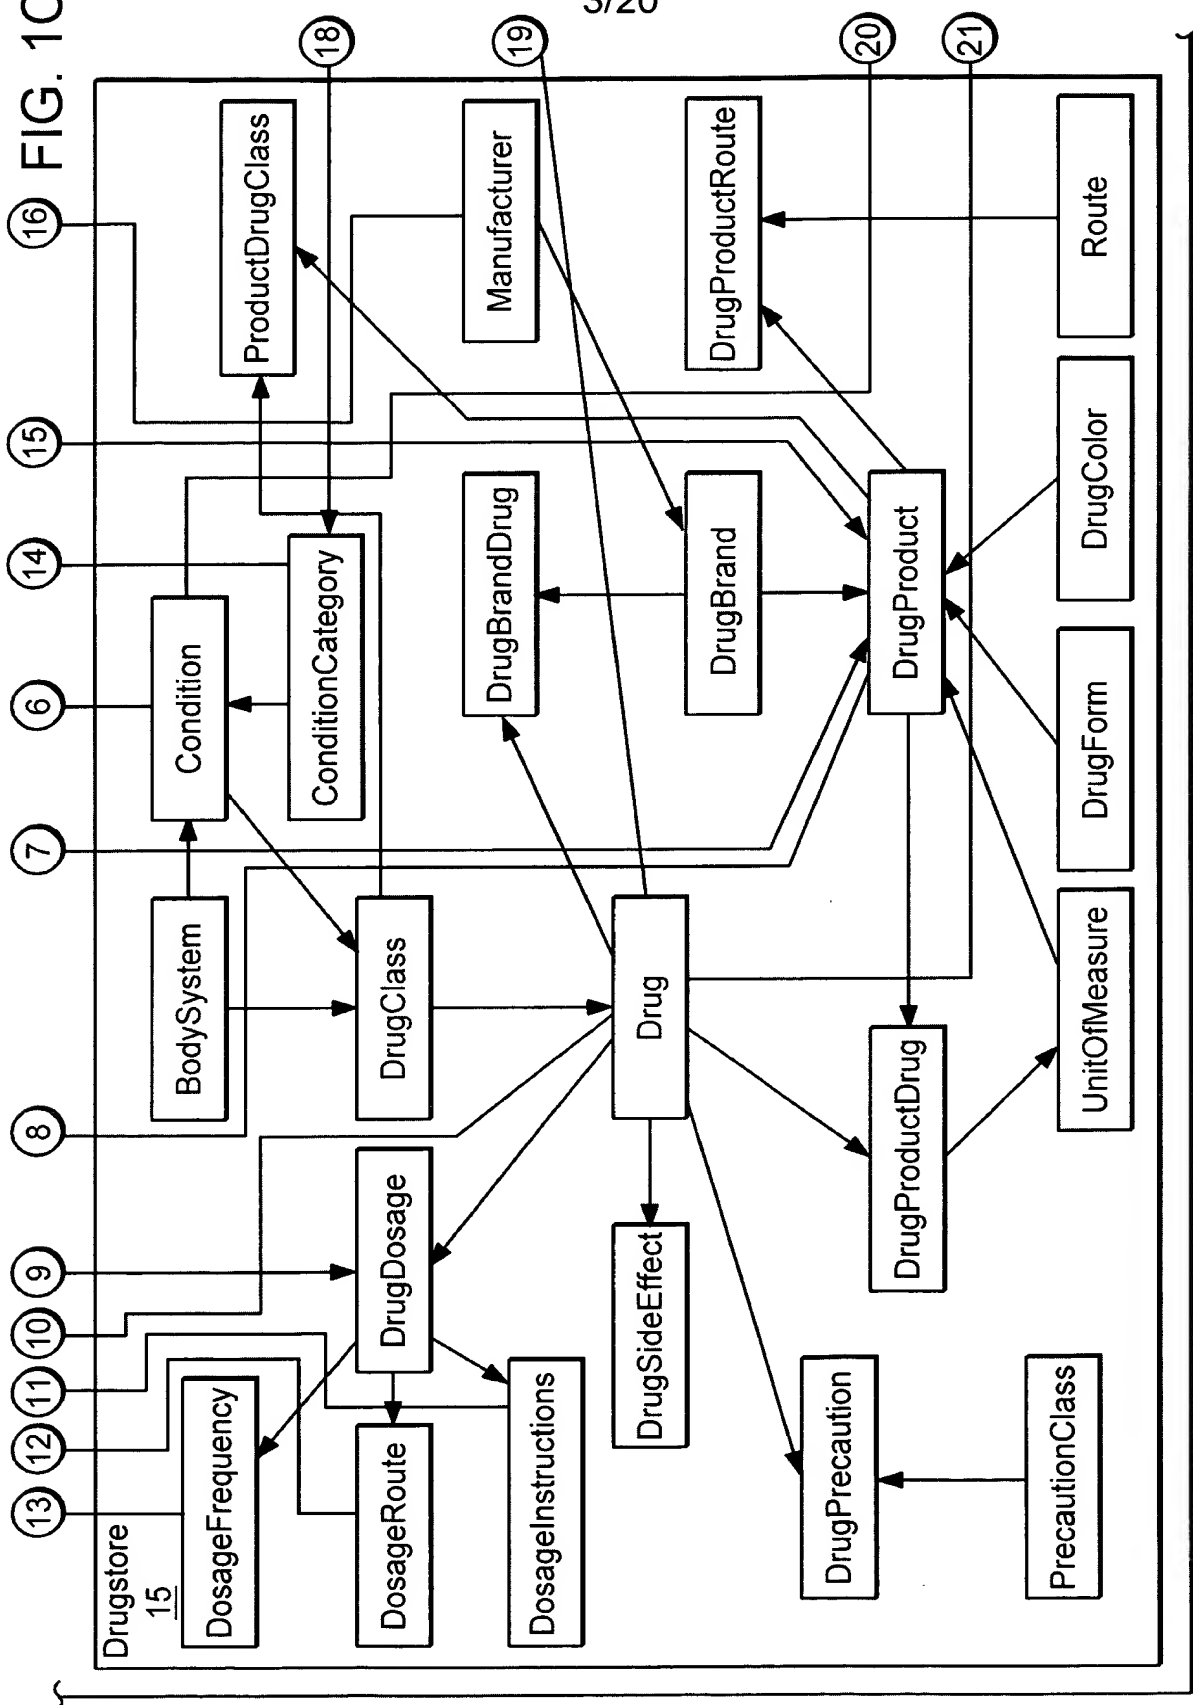 3/20
FIG. 1C
13
12
11
10
9
8
7
6
14
15
16
18
19
20
21
Drugstore
15
DosageFrequency
BodySystem
Condition
ProductDrugClass
DosageRoute
DrugDosage
DrugClass
ConditionCategory
DosageInstructions
DrugBrandDrug
Manufacturer
DrugSideEffect
Drug
DrugBrand
DrugProductRoute
DrugPrecaution
DrugProductDrug
DrugProduct
PrecautionClass
UnitOfMeasure
DrugForm
DrugColor
Route